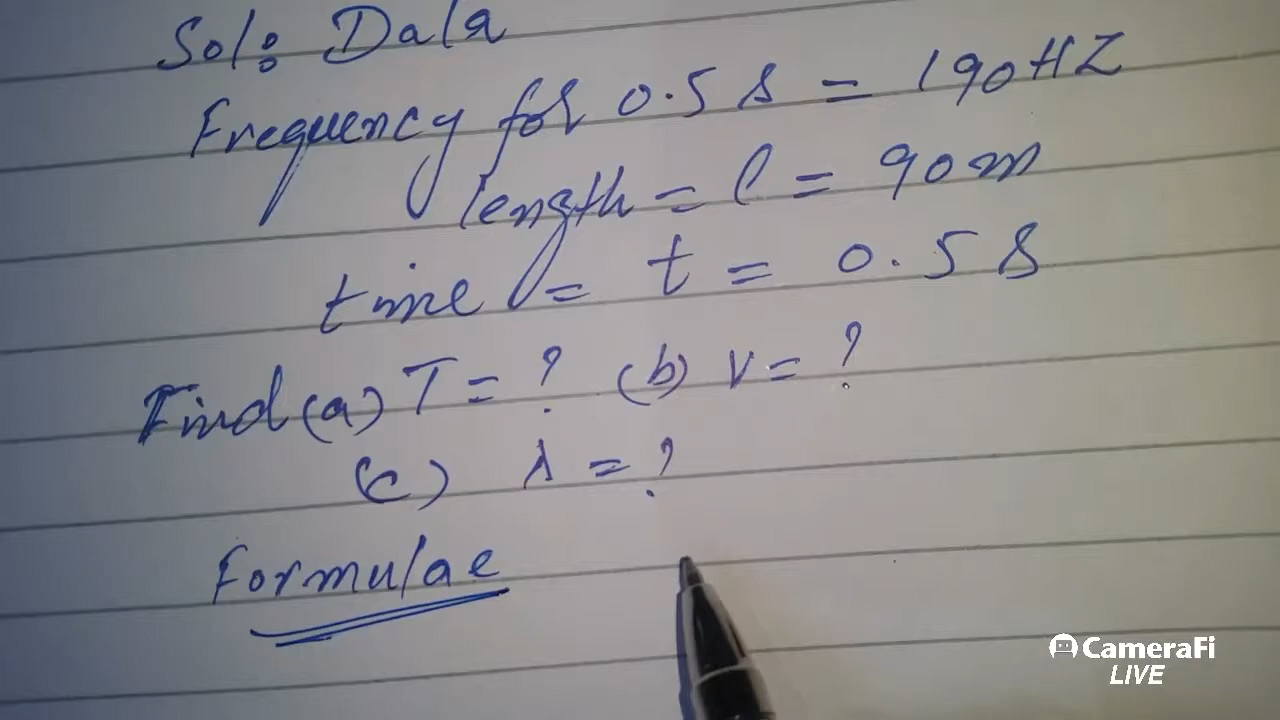 Sol: Data
Frequency for 0.5 s = 190 HZ
length = l = 90 m
time = t = 0.5 s
Find (a) T = ? (b) v = ?
(c) λ = ?
Formulae
CameraFi
LIVE